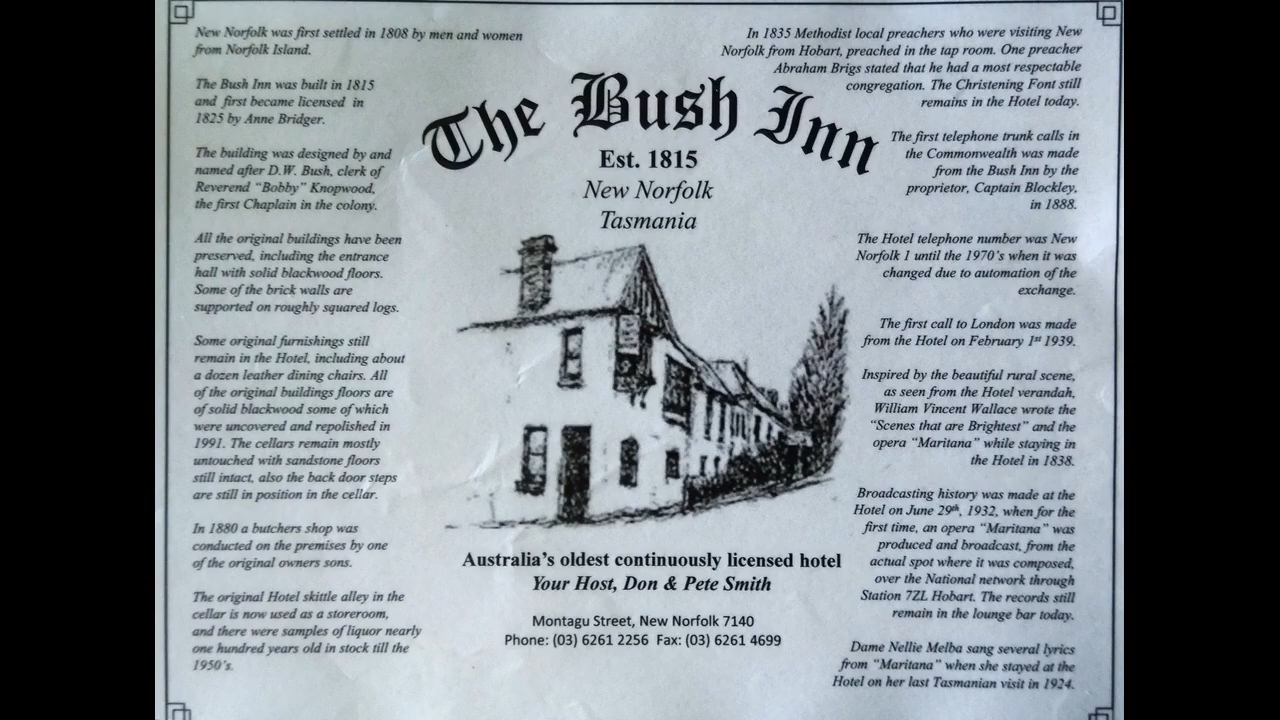 New Norfolk was first settled in 1808 by men and women
from Norfolk Island.
The Bush Inn was built in 1815
and first became licensed in
1825 by Anne Bridger.
The building was designed by and
named after D.W. Bush, clerk of
Reverend "Bobby" Knopwood,
the first Chaplain in the colony.
All the original buildings have been
preserved, including the entrance
hall with solid blackwood floors.
Some of the brick walls are
supported on roughly squared logs.
Some original furnishings still
remain in the Hotel, including about
a dozen leather dining chairs. All
of the original buildings floors are
of solid blackwood some of which
were uncovered and repolished in
1991. The cellars remain mostly
untouched with sandstone floors
still intact, also the back door steps
are still in position in the cellar.
In 1880 a butchers shop was
conducted on the premises by one
of the original owners sons.
The original Hotel skittle alley in the
cellar is now used as a storeroom,
and there were samples of liquor nearly
one hundred years old in stock till the
1950's.
The Bush Inn
Est. 1815
New Norfolk
Tasmania
Australia's oldest continuously licensed hotel
Your Host, Don & Pete Smith
Montagu Street, New Norfolk 7140
Phone: (03) 6261 2256 Fax: (03) 6261 4699
In 1835 Methodist local preachers who were visiting New
Norfolk from Hobart, preached in the tap room. One preacher
Abraham Brigs stated that he had a most respectable
congregation. The Christening Font still
remains in the Hotel today.
The first telephone trunk calls in
the Commonwealth was made
from the Bush Inn by the
proprietor, Captain Blockley,
in 1888.
The Hotel telephone number was New
Norfolk 1 until the 1970's when it was
changed due to automation of the
exchange.
The first call to London was made
from the Hotel on February 1st 1939.
Inspired by the beautiful rural scene,
as seen from the Hotel verandah,
William Vincent Wallace wrote the
"Scenes that are Brightest" and the
opera "Maritana" while staying in
the Hotel in 1838.
Broadcasting history was made at the
Hotel on June 29th, 1932, when for the
first time, an opera "Maritana" was
produced and broadcast, from the
actual spot where it was composed,
over the National network through
Station 7ZL Hobart. The records still
remain in the lounge bar today.
Dame Nellie Melba sang several lyrics
from "Maritana" when she stayed at the
Hotel on her last Tasmanian visit in 1924.